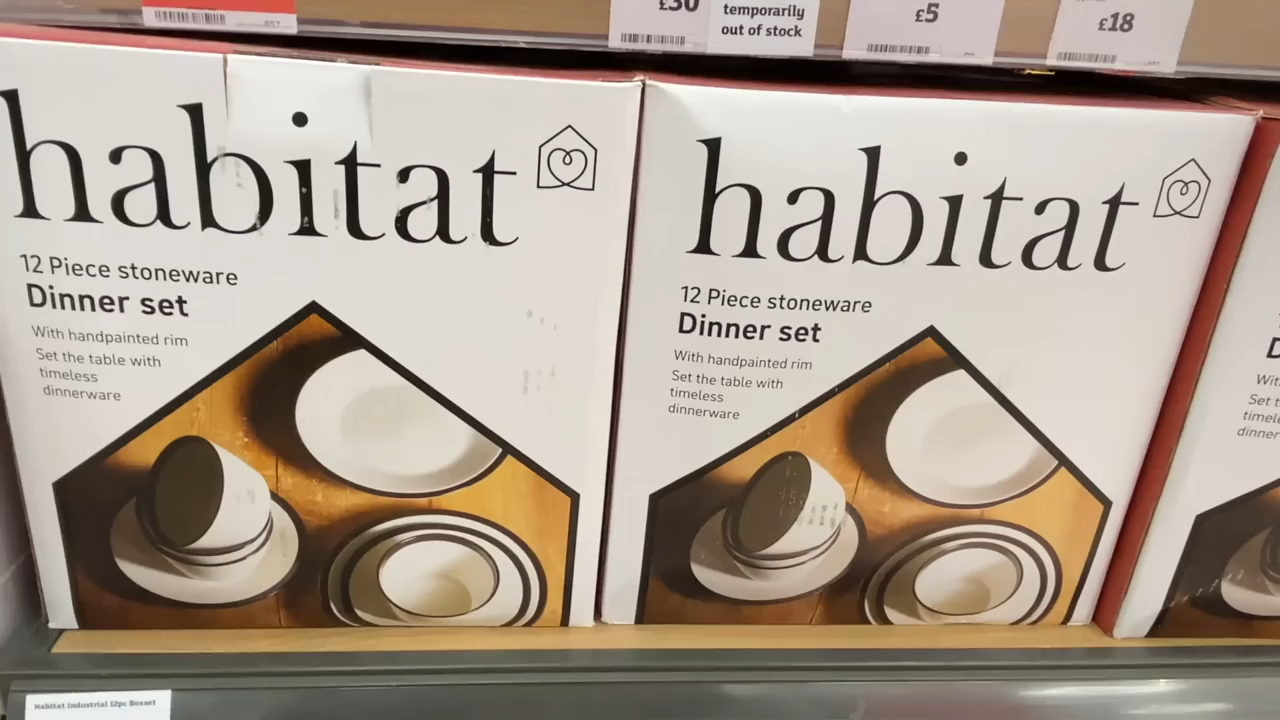 £30
temporarily
out of stock
£5
£18
habitat
12 Piece stoneware
Dinner set
With handpainted rim
Set the table with
timeless
dinnerware
habitat
12 Piece stoneware
Dinner set
With handpainted rim
Set the table with
timeless
dinnerware
Habitat Industrial 12pc Boxset